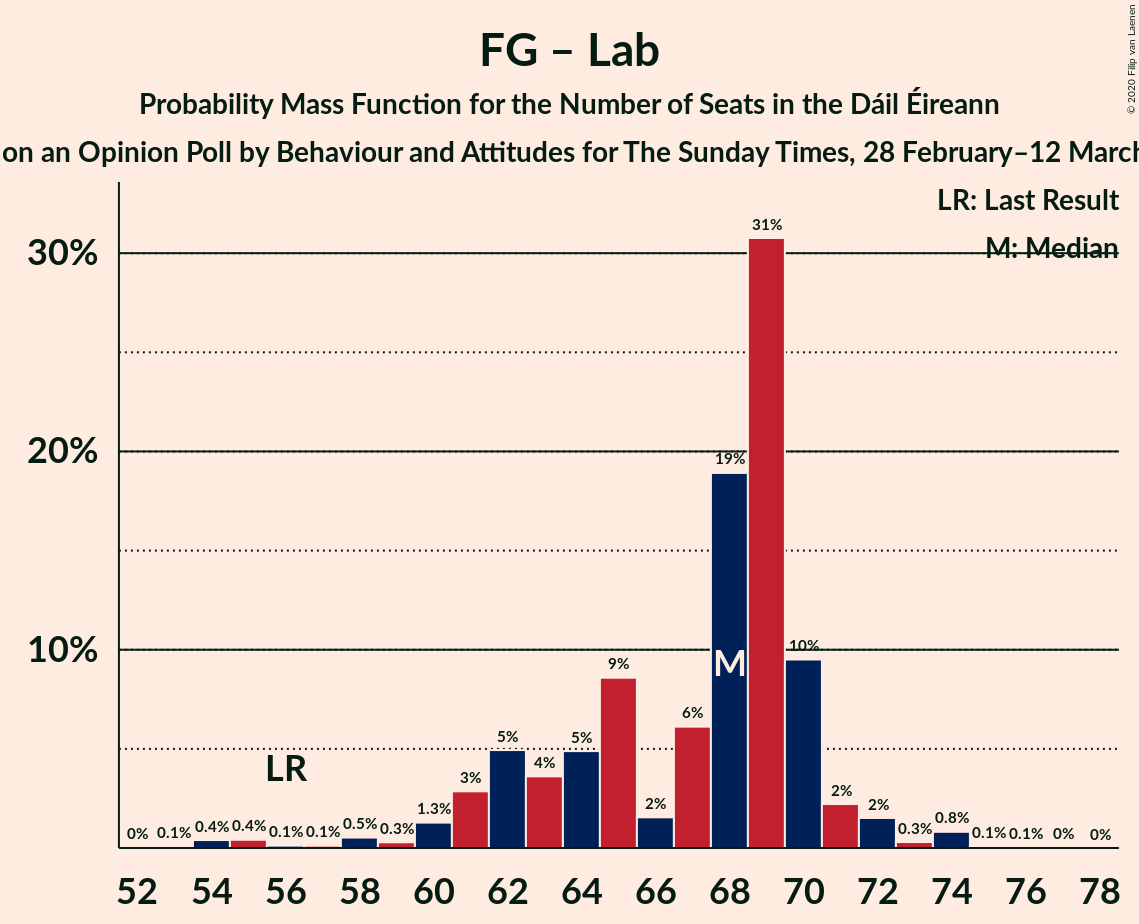 FG – Lab
Probability Mass Function for the Number of Seats in the Dáil Éireann
on an Opinion Poll by Behaviour and Attitudes for The Sunday Times, 28 February–12 March
© 2020 Filip van Laenen
LR: Last Result
M: Median
30%
20%
10%
0% 0.1% 0.4% 0.4% 0.1% 0.1% 0.5% 0.3% 1.3% 3% 5% 4% 5% 9% 2% 6% 19% 31% 10% 2% 2% 0.3% 0.8% 0.1% 0.1% 0% 0%
LR
M
52 54 56 58 60 62 64 66 68 70 72 74 76 78